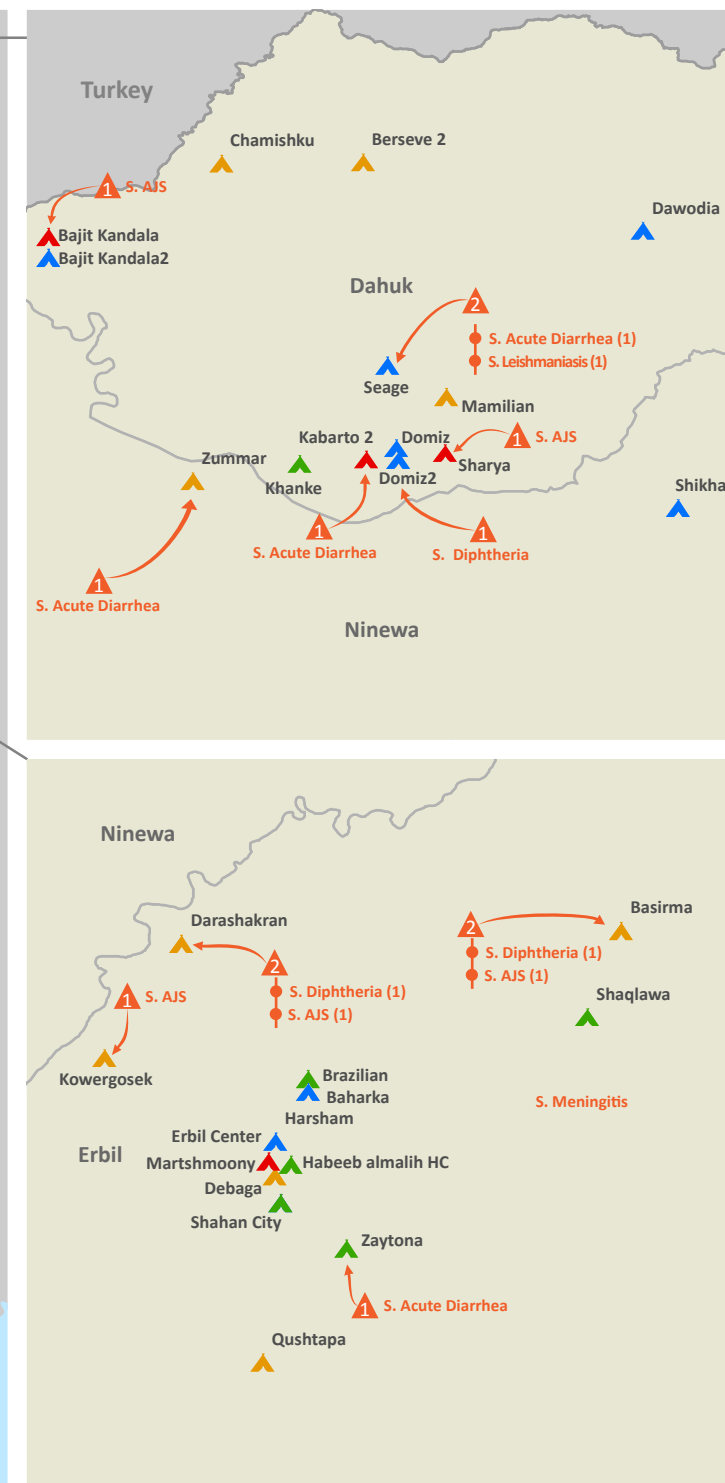 Turkey
Chamishku
Berseve 2
1
S. AJS
Dawodia
Bajit Kandala
Bajit Kandala2
Dahuk
2
S. Acute Diarrhea (1)
S. Leishmaniasis (1)
Seage
Mamilian
Kabarto 2
Domiz
1
S. AJS
Zummar
Sharya
Khanke
Domiz2
Shikha
1
S. Acute Diarrhea
1
S. Diphtheria
1
S. Acute Diarrhea
Ninewa
Ninewa
Darashakran
Basirma
2
S. Diphtheria (1)
S. AJS (1)
2
S. Diphtheria (1)
S. AJS (1)
1
S. AJS
Shaqlawa
Kowergosek
Brazilian
Baharka
S. Meningitis
Harsham
Erbil Center
Erbil
Martshmoony
Habeeb almalih HC
Debaga
Shahan City
Zaytona
1
S. Acute Diarrhea
Qushtapa